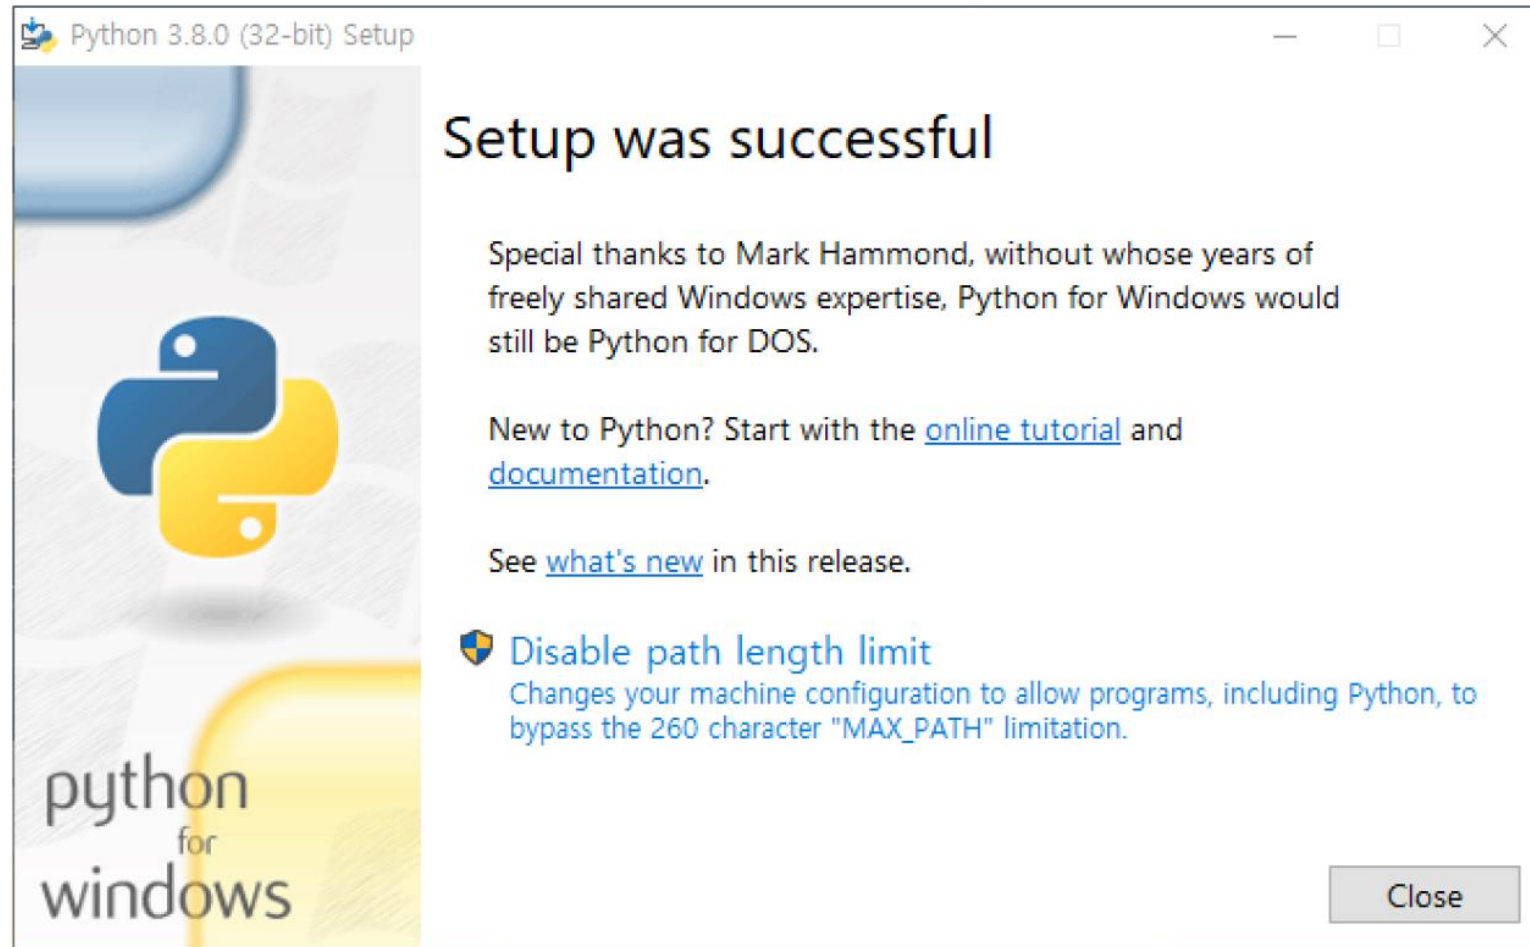 Python 3.8.0 (32-bit) Setup
Setup was successful
Special thanks to Mark Hammond, without whose years of
freely shared Windows expertise, Python for Windows would
still be Python for DOS.
New to Python? Start with the online tutorial and
documentation.
See what's new in this release.
Disable path length limit
Changes your machine configuration to allow programs, including Python, to
bypass the 260 character "MAX_PATH" limitation.
python
for
windows
Close